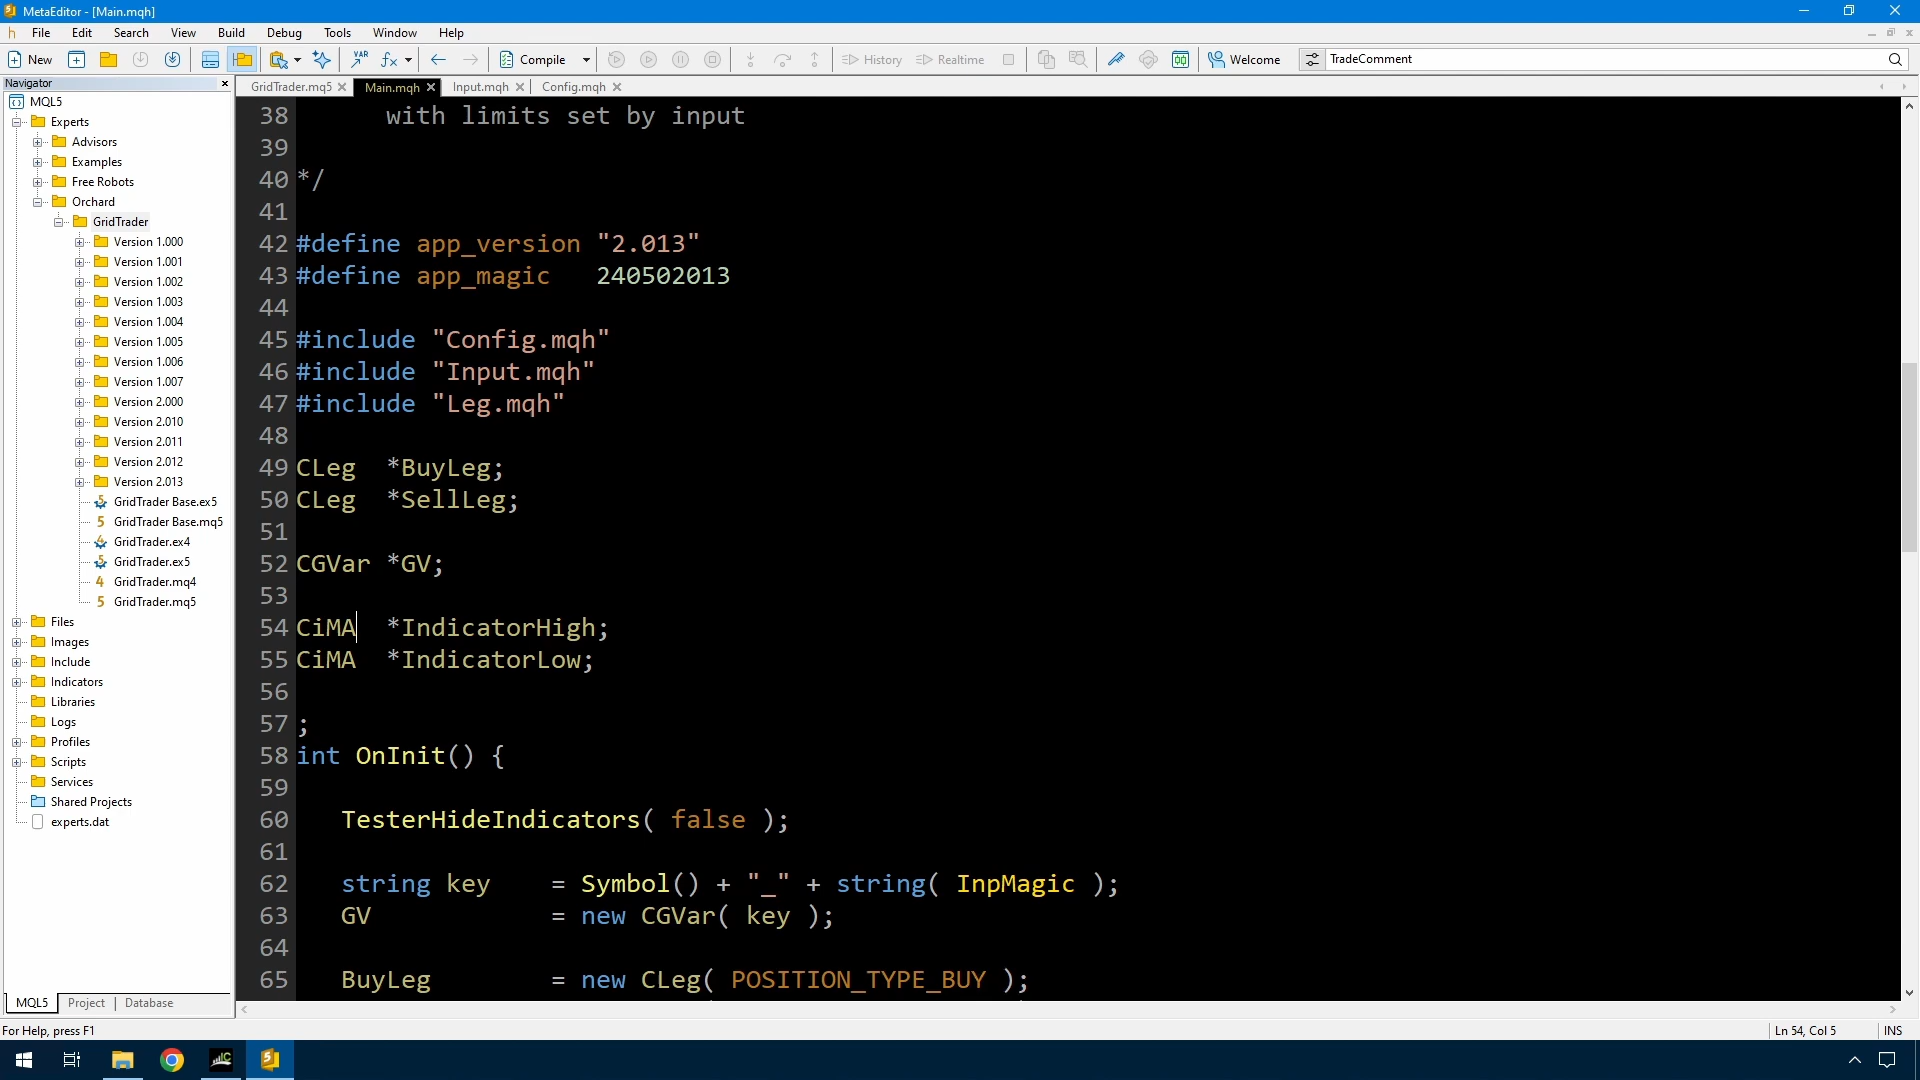 MetaEditor - [Main.mqh]
File Edit Search View Build Debug Tools Window Help
New Compile History Realtime Welcome TradeComment
Navigator
GridTrader.mq5 Main.mqh Input.mqh Config.mqh
MQL5
Experts
Advisors
Examples
Free Robots
Orchard
GridTrader
Version 1.000
Version 1.001
Version 1.002
Version 1.003
Version 1.004
Version 1.005
Version 1.006
Version 1.007
Version 2.000
Version 2.010
Version 2.011
Version 2.012
Version 2.013
GridTrader Base.ex5
GridTrader Base.mq5
GridTrader.ex4
GridTrader.ex5
GridTrader.mq4
GridTrader.mq5
Files
Images
Include
Indicators
Libraries
Logs
Profiles
Scripts
Services
Shared Projects
experts.dat
MQL5 Project Database
38 with limits set by input
39
40 */
41
42 #define app_version "2.013"
43 #define app_magic 240502013
44
45 #include "Config.mqh"
46 #include "Input.mqh"
47 #include "Leg.mqh"
48
49 CLeg *BuyLeg;
50 CLeg *SellLeg;
51
52 CGVar *GV;
53
54 CiMA *IndicatorHigh;
55 CiMA *IndicatorLow;
56
57 ;
58 int OnInit() {
59
60 TesterHideIndicators( false );
61
62 string key = Symbol() + "_" + string( InpMagic );
63 GV = new CGVar( key );
64
65 BuyLeg = new CLeg( POSITION_TYPE_BUY );
For Help, press F1
Ln 54, Col 5
INS